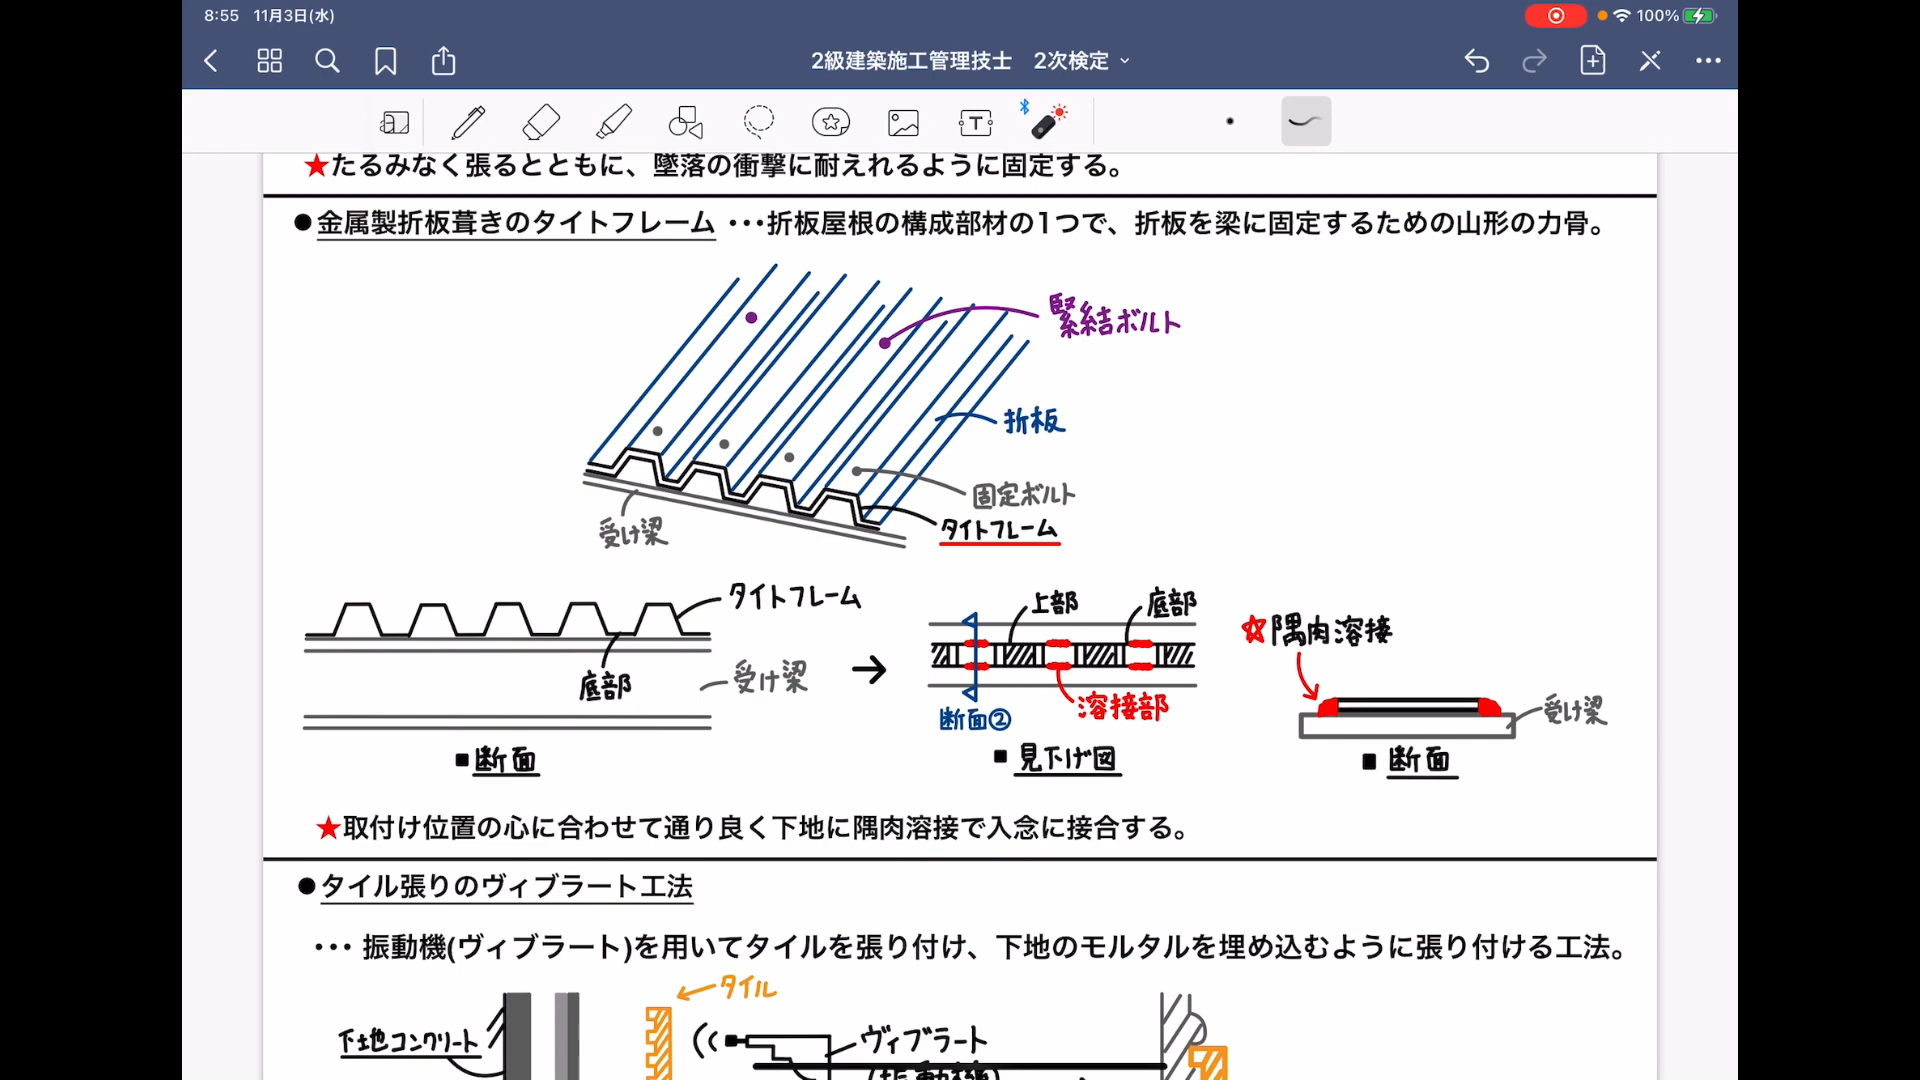 8:55 11月3日(水)
100%
2級建築施工管理技士 2次検定
★たるみなく張るとともに、墜落の衝撃に耐えれるように固定する。
●金属製折板葺きのタイトフレーム ･･･折板屋根の構成部材の1つで、折板を梁に固定するための山形の力骨。
緊結ボルト
折板
固定ボルト
タイトフレーム
受け梁
タイトフレーム
底部
受け梁
■断面
上部
底部
断面②
溶接部
■見下げ図
☆隅肉溶接
受け梁
■断面
★取付け位置の心に合わせて通り良く下地に隅肉溶接で入念に接合する。
●タイル張りのヴィブラート工法
･･･ 振動機(ヴィブラート)を用いてタイルを張り付け、下地のモルタルを埋め込むように張り付ける工法。
タイル
下地コンクリート
ヴィブラート
(振動機)